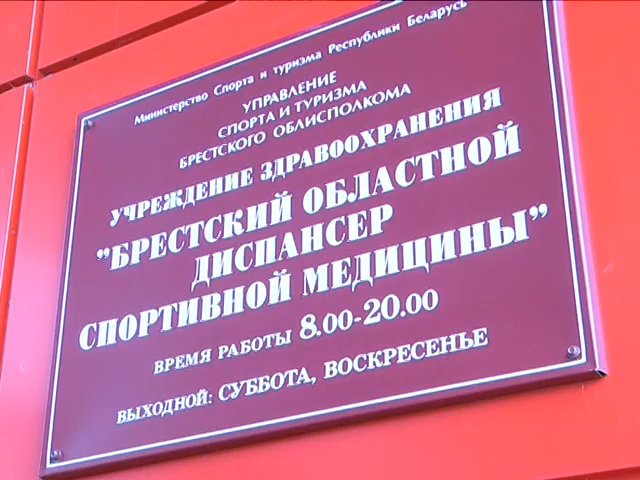 Министерство Спорта и туризма Республики Беларусь
УПРАВЛЕНИЕ
СПОРТА И ТУРИЗМА
БРЕСТСКОГО ОБЛИСПОЛКОМА
УЧРЕЖДЕНИЕ ЗДРАВООХРАНЕНИЯ
"БРЕСТСКИЙ ОБЛАСТНОЙ
ДИСПАНСЕР
СПОРТИВНОЙ МЕДИЦИНЫ"
ВРЕМЯ РАБОТЫ 8.00-20.00
ВЫХОДНОЙ: СУББОТА, ВОСКРЕСЕНЬЕ